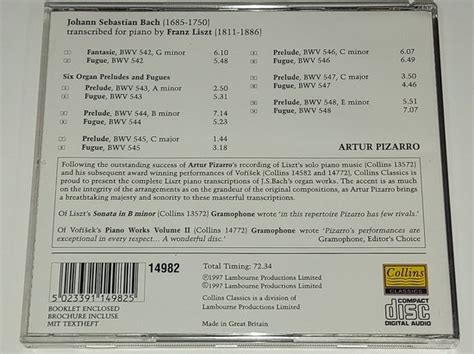 Johann Sebastian Bach (1685-1750)
transcribed for piano by Franz Liszt (1811-1886)
Fantasie, BWV 542, G minor 6.10
Fugue, BWV 542 5.48
Six Organ Preludes and Fugues
Prelude, BWV 543, A minor 2.50
Fugue, BWV 543 5.31
Prelude, BWV 544, B minor 7.14
Fugue, BWV 544 5.23
Prelude, BWV 545, C major 1.44
Fugue, BWV 545 3.18
Prelude, BWV 546, C minor 6.07
Fugue, BWV 546 6.49
Prelude, BWV 547, C major 3.50
Fugue, BWV 547 4.46
Prelude, BWV 548, E minor 5.51
Fugue, BWV 548 7.07
ARTUR PIZARRO
Following the outstanding success of Artur Pizarro's recording of Liszt's solo piano music (Collins 13572)
and his subsequent award winning performances of Voříšek (Collins 14582 and 14772), Collins Classics is
proud to present the complete piano Liszt transcriptions of J.S.Bach's organ works. The accent is as much
on the integrity of the arrangements as on the grandeur of the original compositions, as Artur Pizarro brings
a breathtaking majesty and sonority to these masterful transcriptions.
Of Liszt's Sonata in B minor (Collins 13572) Gramophone wrote 'in this repertoire Pizarro has few rivals.'
Of Voříšek's Piano Works Volume II (Collins 14772) Gramophone wrote 'Pizarro's performances are
exceptional in every respect... A wonderful disc.' Gramophone, Editor's Choice
14982
5 023391 149825
BOOKLET ENCLOSED
BROCHURE INCLUSE
MIT TEXTHEFT
Total Timing: 72.34
℗1997 Lambourne Productions Limited
©1997 Lambourne Productions Limited
Collins Classics is a division of
Lambourne Productions Limited
Made in Great Britain
Collins
CLASSICS
COMPACT
disc
DIGITAL AUDIO